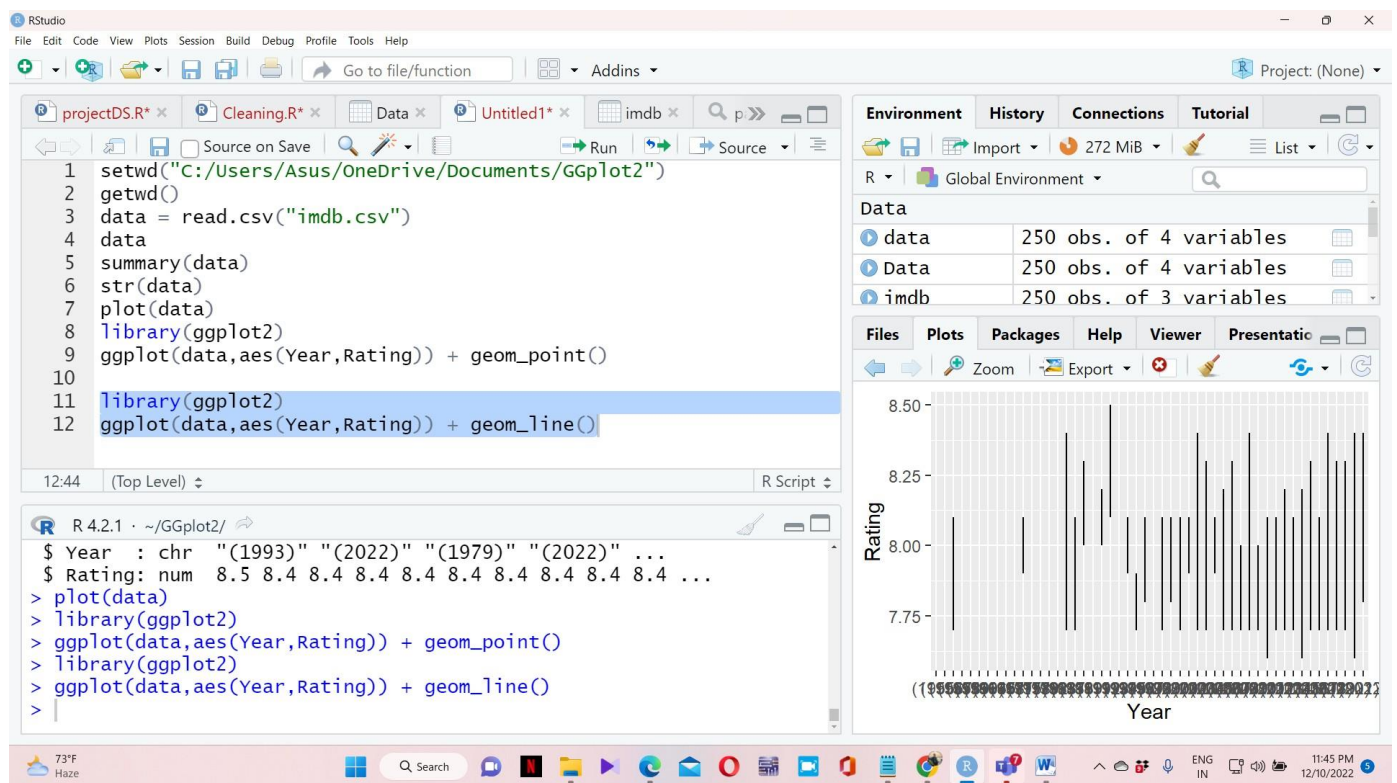 RStudio
File Edit Code View Plots Session Build Debug Profile Tools Help
Go to file/function
Addins
Project: (None)
projectDS.R*
Cleaning.R*
Data
Untitled1*
imdb
Source on Save
Run
Source
1 setwd("C:/Users/Asus/OneDrive/Documents/GGplot2")
2 getwd()
3 data = read.csv("imdb.csv")
4 data
5 summary(data)
6 str(data)
7 plot(data)
8 library(ggplot2)
9 ggplot(data,aes(Year,Rating)) + geom_point()
10
11 library(ggplot2)
12 ggplot(data,aes(Year,Rating)) + geom_line()
12:44 (Top Level) R Script
R 4.2.1 · ~/GGplot2/
$ Year : chr "(1993)" "(2022)" "(1979)" "(2022)" ...
$ Rating: num 8.5 8.4 8.4 8.4 8.4 8.4 8.4 8.4 8.4 8.4 ...
> plot(data)
> library(ggplot2)
> ggplot(data,aes(Year,Rating)) + geom_point()
> library(ggplot2)
> ggplot(data,aes(Year,Rating)) + geom_line()
>
Environment History Connections Tutorial
Import 272 MiB List
R Global Environment
Data
data 250 obs. of 4 variables
Data 250 obs. of 4 variables
imdb 250 obs. of 3 variables
Files Plots Packages Help Viewer Presentatio
Zoom Export
8.50
8.25
8.00
7.75
Rating
Year
73°F
Haze
Search
ENG
IN
11:45 PM
12/10/2022
5